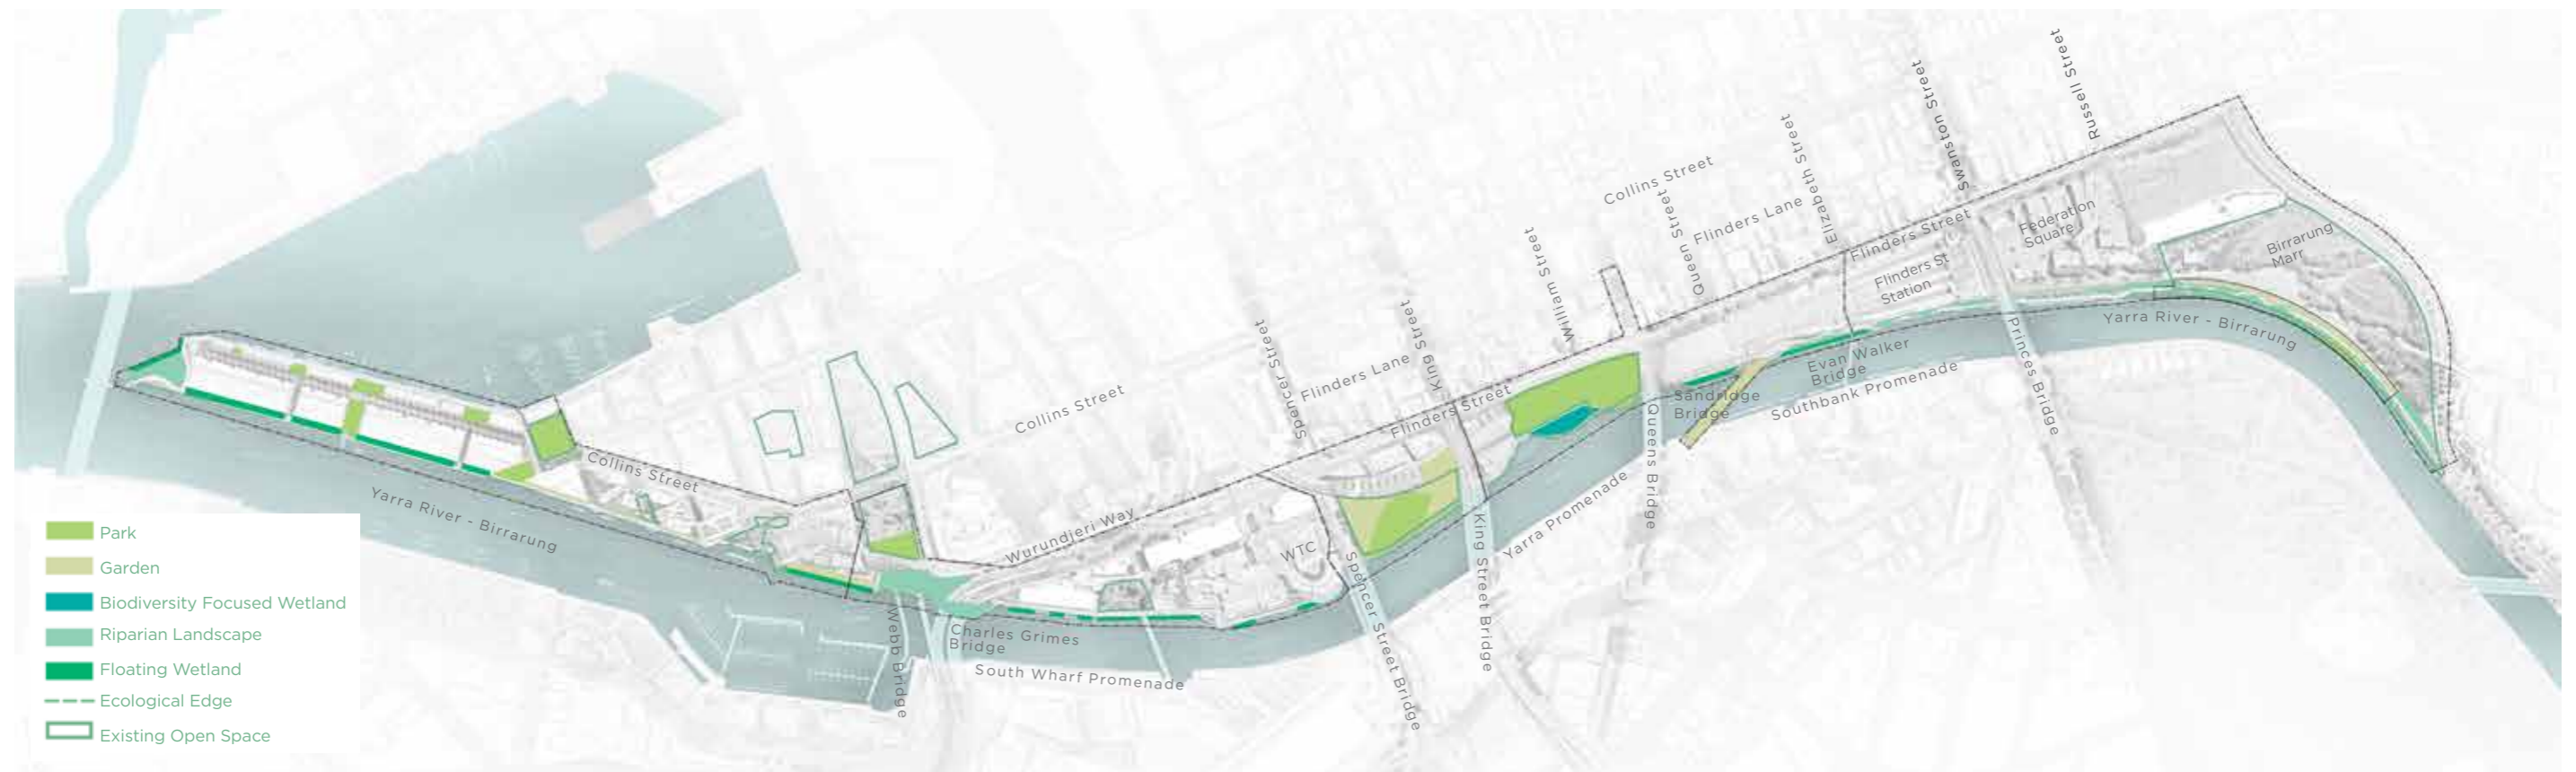 Russell Street
Swanston Street
Elizabeth Street
Collins Street
Queen Street
Flinders Lane
Flinders Street
Federation
Square
Birrarung
Marr
Flinders St
Station
William Street
King Street
Spencer Street
Flinders Lane
Flinders Street
Collins Street
Yarra River - Birrarung
Princes Bridge
Evan Walker
Bridge
Southbank Promenade
Sandridge
Bridge
Queens Bridge
Yarra Promenade
King Street Bridge
Spencer Street Bridge
WTC
Wurundjeri Way
Collins Street
Yarra River - Birrarung
Webb Bridge
Charles Grimes
Bridge
South Wharf Promenade
Park
Garden
Biodiversity Focused Wetland
Riparian Landscape
Floating Wetland
Ecological Edge
Existing Open Space